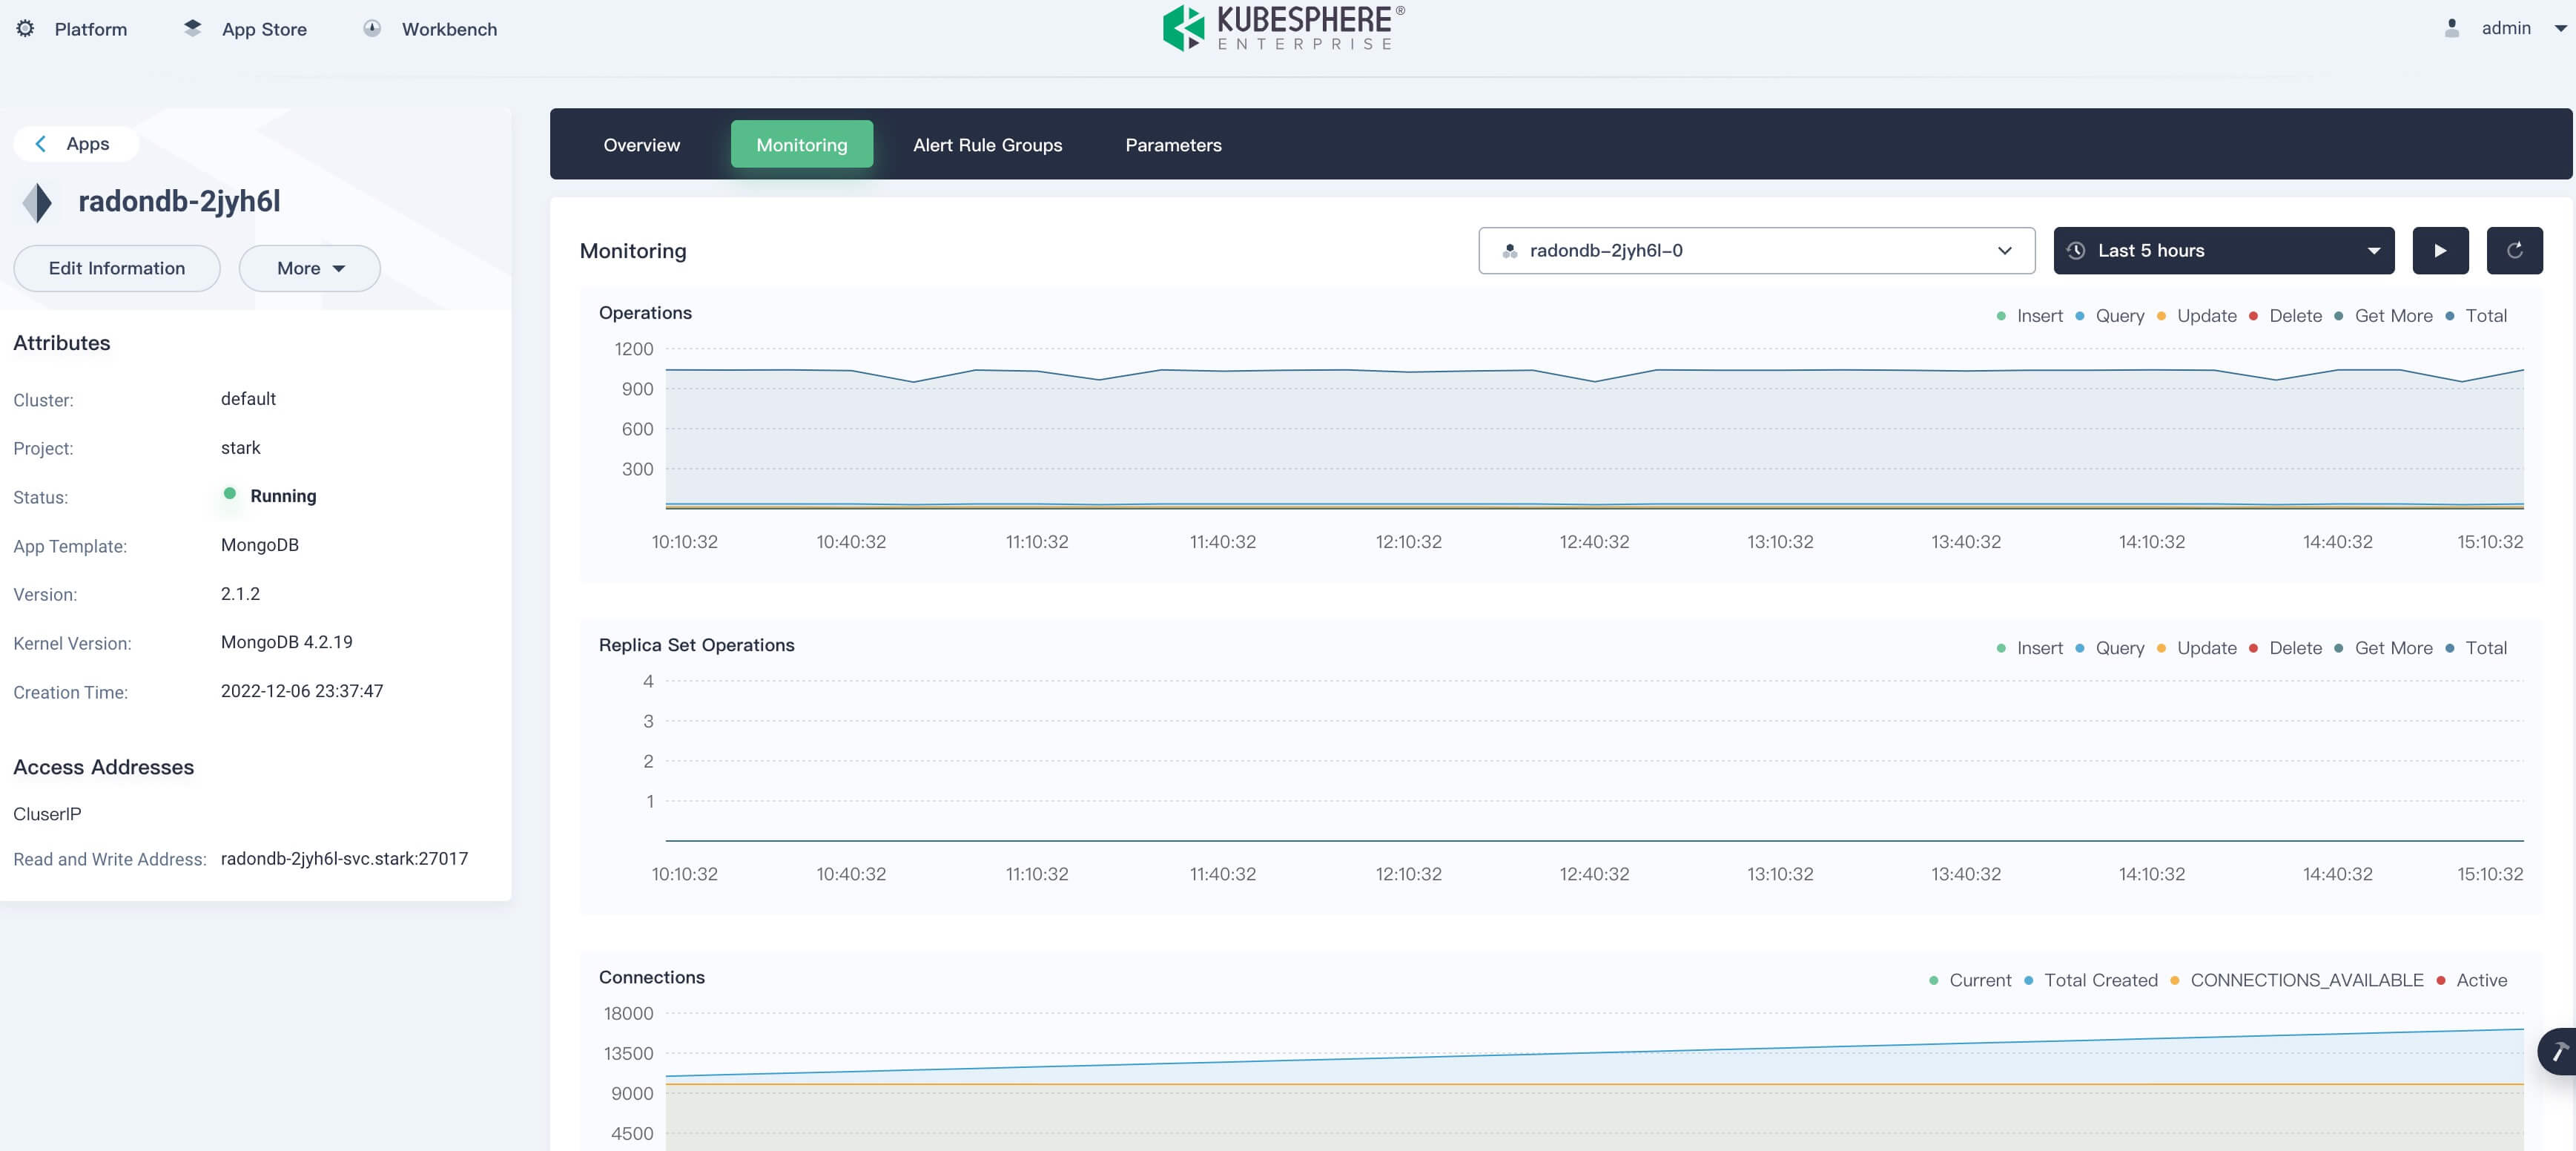 Platform App Store Workbench
KUBESPHERE®
ENTERPRISE
admin
Apps
radondb-2jyh6l
Edit Information More
Attributes
Cluster: default
Project: stark
Status: Running
App Template: MongoDB
Version: 2.1.2
Kernel Version: MongoDB 4.2.19
Creation Time: 2022-12-06 23:37:47
Access Addresses
CluserIP
Read and Write Address: radondb-2jyh6l-svc.stark:27017
Overview Monitoring Alert Rule Groups Parameters
Monitoring radondb-2jyh6l-0 Last 5 hours
Operations Insert Query Update Delete Get More Total
1200
900
600
300
10:10:32 10:40:32 11:10:32 11:40:32 12:10:32 12:40:32 13:10:32 13:40:32 14:10:32 14:40:32 15:10:32
Replica Set Operations Insert Query Update Delete Get More Total
4
3
2
1
10:10:32 10:40:32 11:10:32 11:40:32 12:10:32 12:40:32 13:10:32 13:40:32 14:10:32 14:40:32 15:10:32
Connections Current Total Created CONNECTIONS_AVAILABLE Active
18000
13500
9000
4500